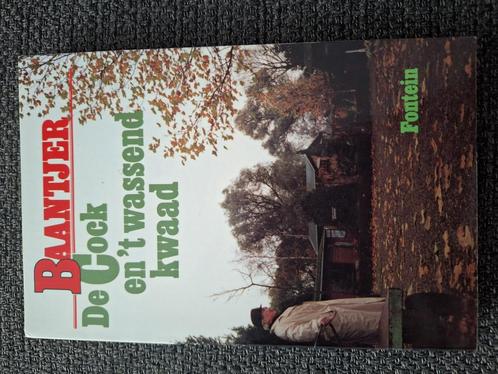 BAANTJER
De Cock
en 't wassend
kwaad
Fontein